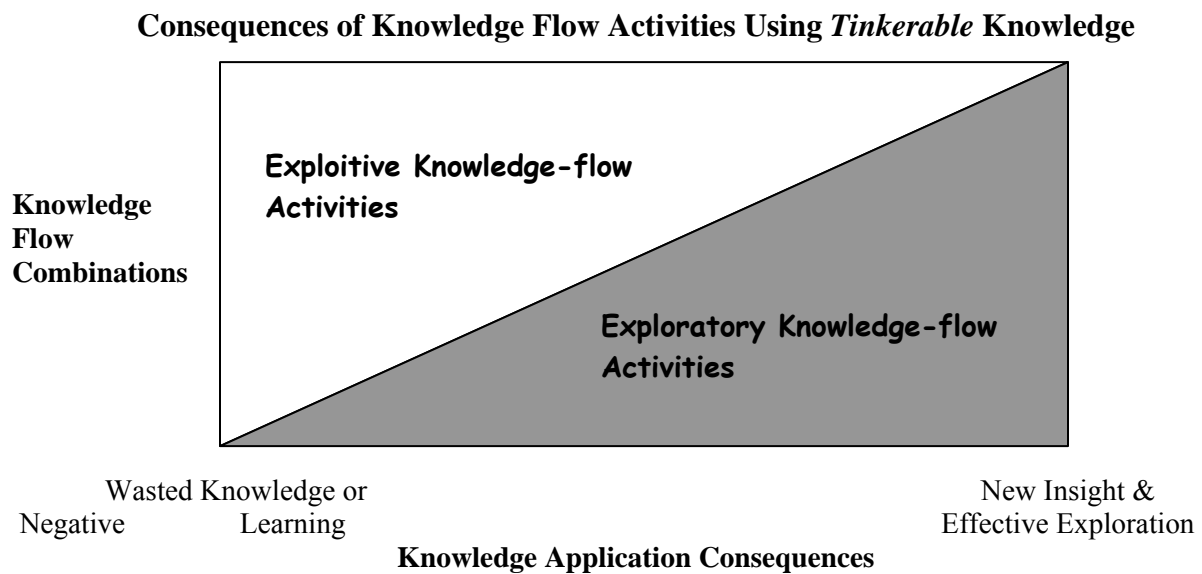 Consequences of Knowledge Flow Activities Using Tinkerable Knowledge
Exploitive Knowledge-flow
Activities
Knowledge
Flow
Combinations
Exploratory Knowledge-flow
Activities
Wasted Knowledge or
Negative Learning
New Insight &
Effective Exploration
Knowledge Application Consequences